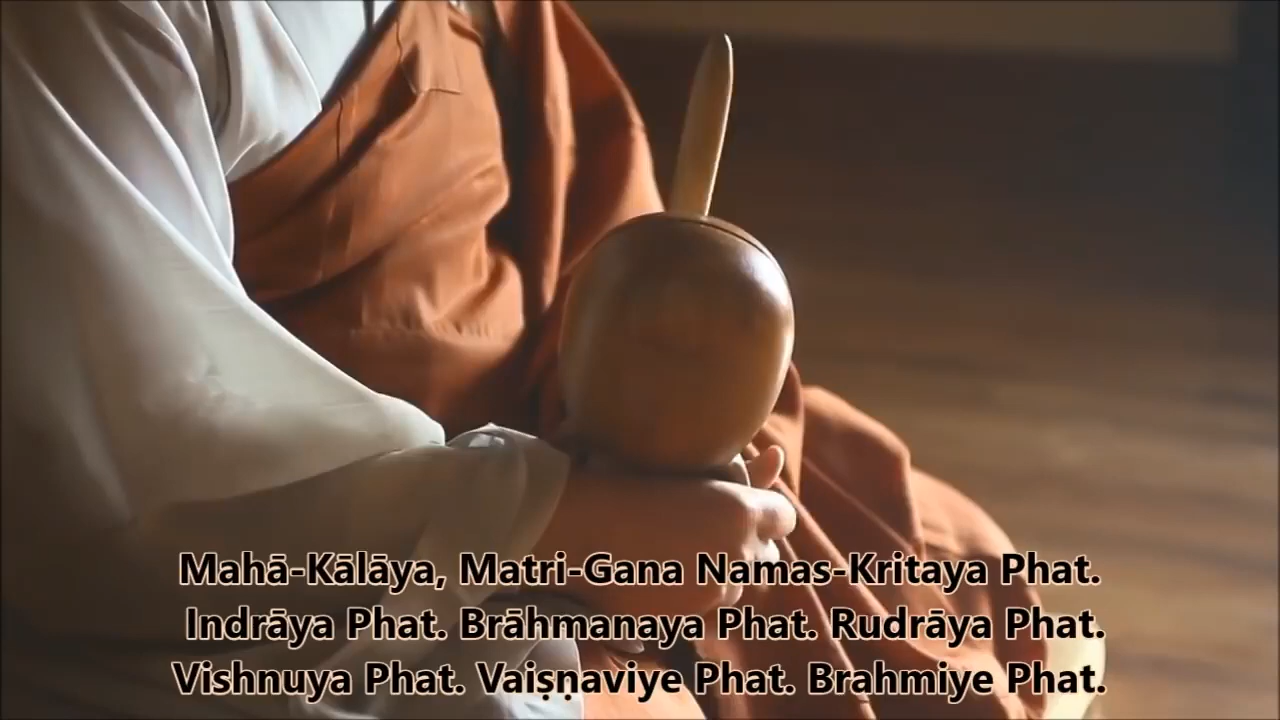 Mahā-Kālāya, Matri-Gana Namas-Kritaya Phat.
Indrāya Phat. Brāhmanaya Phat. Rudrāya Phat.
Vishnuya Phat. Vaiṣṇaviye Phat. Brahmiye Phat.